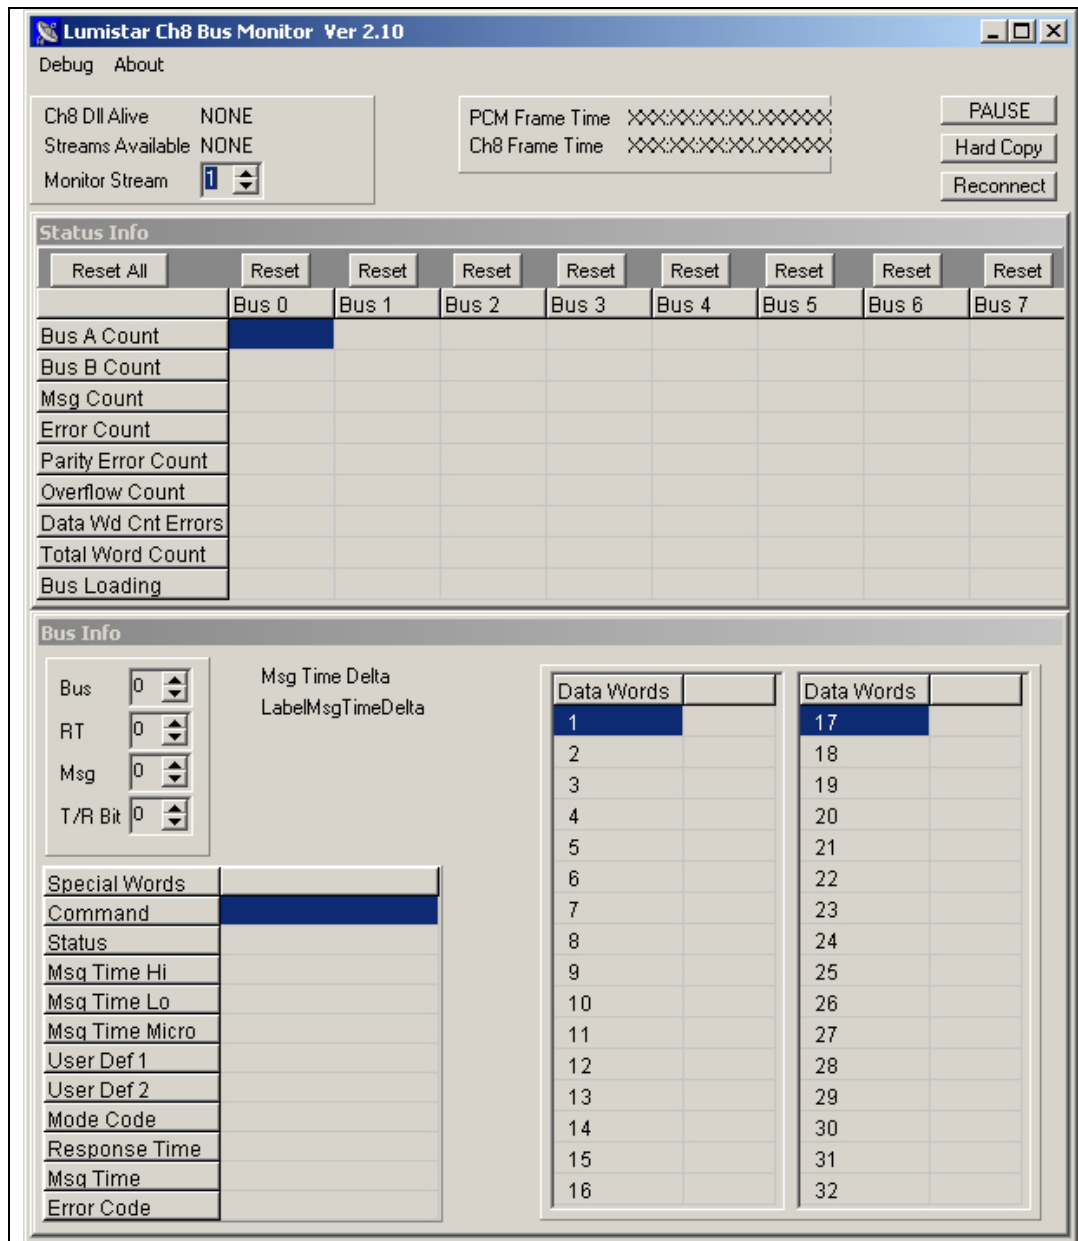 Lumistar Ch8 Bus Monitor Ver 2.10
Debug About
Ch8 Dll Alive NONE
Streams Available NONE
Monitor Stream 1
PCM Frame Time XXX:XX:XX:XX.XXXXXX
Ch8 Frame Time XXX:XX:XX:XX.XXXXXX
PAUSE
Hard Copy
Reconnect
Status Info
Reset All Reset Reset Reset Reset Reset Reset Reset Reset
Bus 0 Bus 1 Bus 2 Bus 3 Bus 4 Bus 5 Bus 6 Bus 7
Bus A Count
Bus B Count
Msg Count
Error Count
Parity Error Count
Overflow Count
Data Wd Cnt Errors
Total Word Count
Bus Loading
Bus Info
Bus 0
RT 0
Msg 0
T/R Bit 0
Msg Time Delta
LabelMsgTimeDelta
Special Words
Command
Status
Msg Time Hi
Msg Time Lo
Msg Time Micro
User Def 1
User Def 2
Mode Code
Response Time
Msg Time
Error Code
Data Words
1
2
3
4
5
6
7
8
9
10
11
12
13
14
15
16
Data Words
17
18
19
20
21
22
23
24
25
26
27
28
29
30
31
32